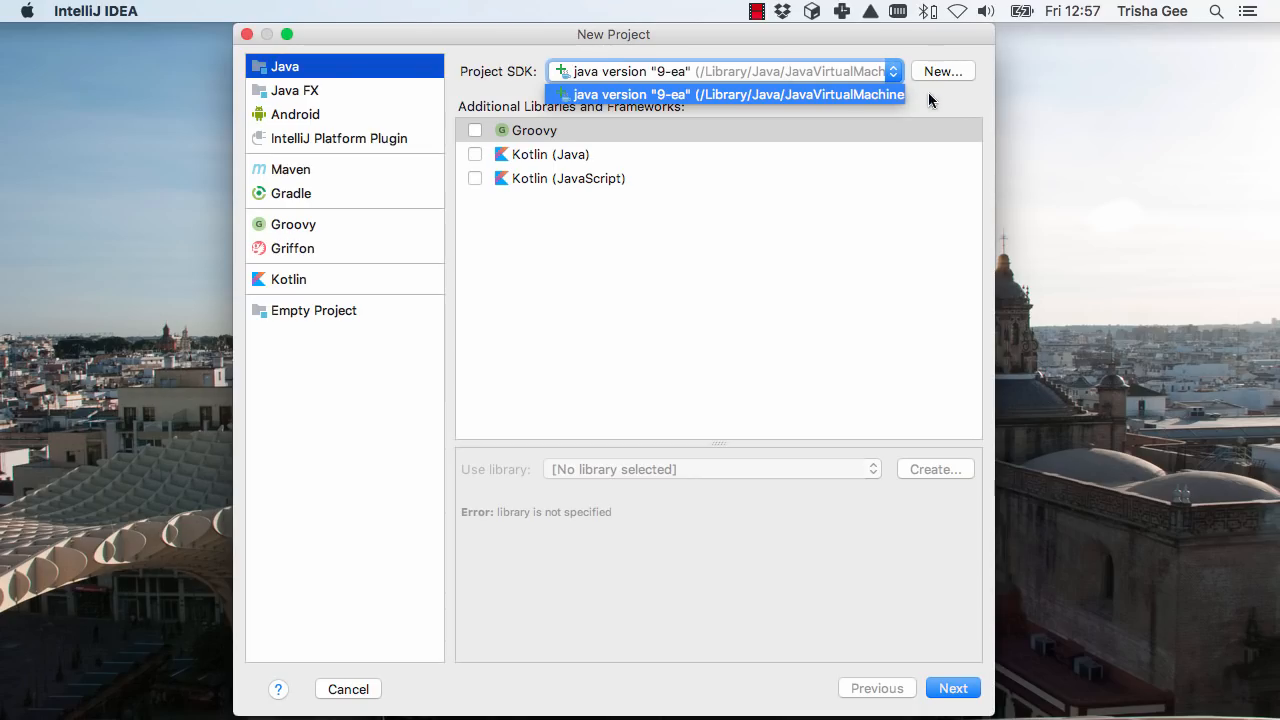 IntelliJ IDEA
Fri 12:57 Trisha Gee
New Project
Java
Java FX
Android
IntelliJ Platform Plugin
Maven
Gradle
Groovy
Griffon
Kotlin
Empty Project
Project SDK: java version "9-ea" (/Library/Java/JavaVirtualMach New...
java version "9-ea" (/Library/Java/JavaVirtualMachine
Additional Libraries and Frameworks:
Groovy
Kotlin (Java)
Kotlin (JavaScript)
Use library: [No library selected] Create...
Error: library is not specified
? Cancel Previous Next